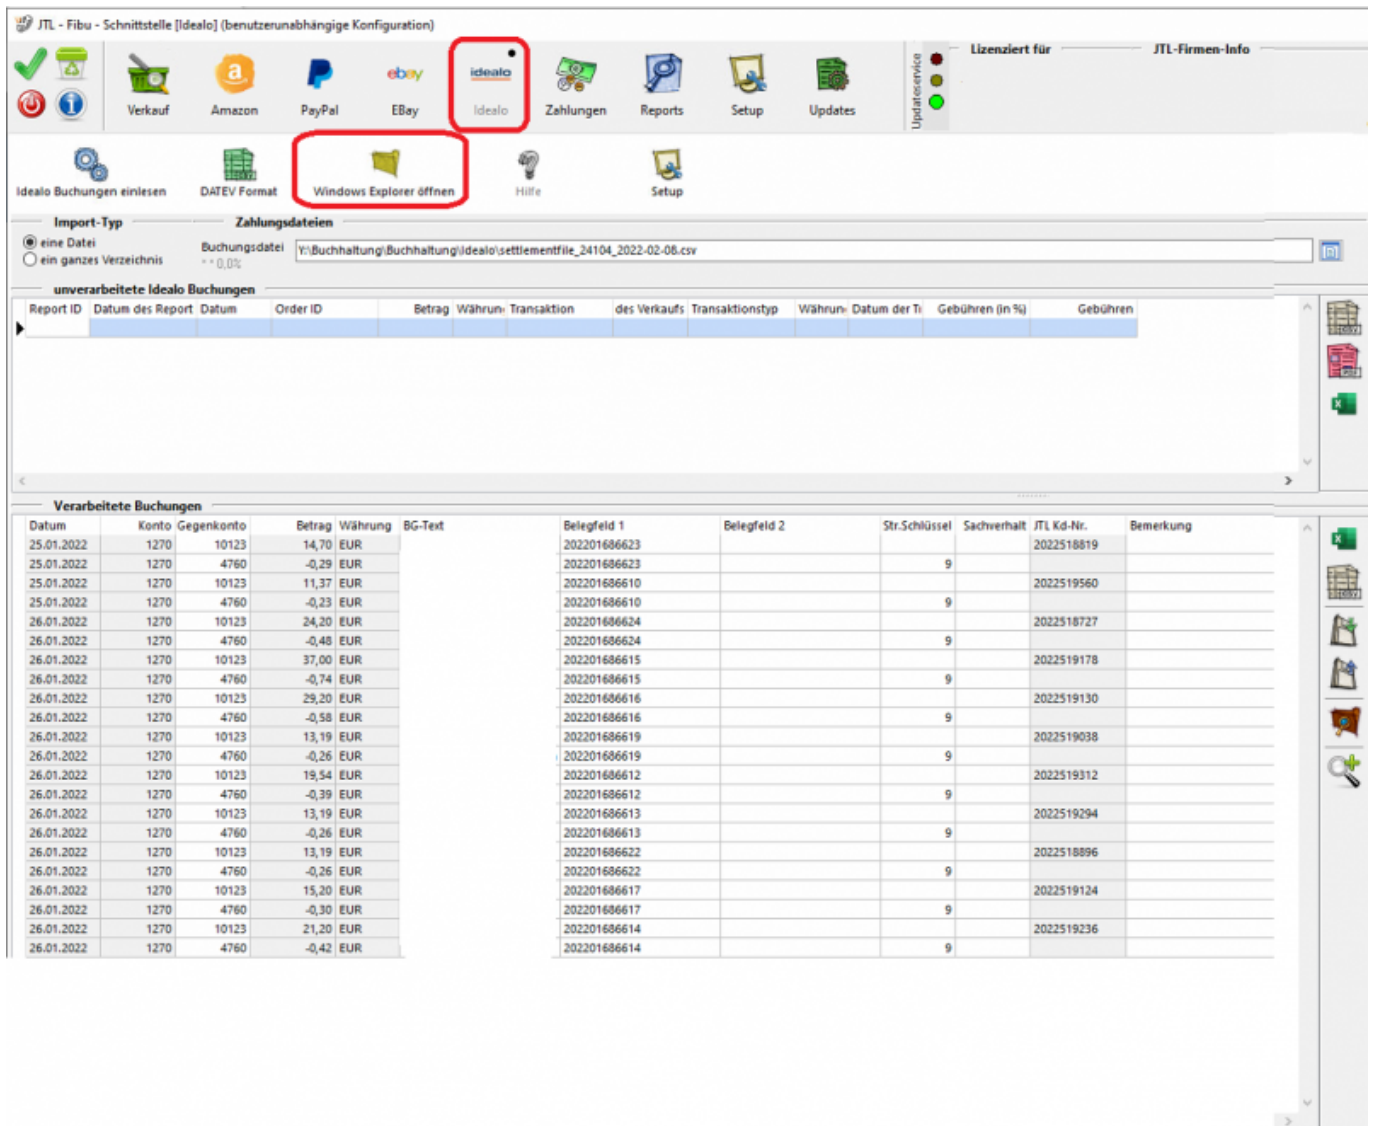 JTL - Fibu - Schnittstelle [Idealo] (benutzerunabhängige Konfiguration)
Verkauf
a
Amazon
PayPal
ebay
EBay
idealo
Idealo
Zahlungen
Reports
Setup
Updates
Updateservice
Lizenziert für
JTL-Firmen-Info
Idealo Buchungen einlesen
DATEV Format
Windows Explorer öffnen
Hilfe
Setup
Import-Typ
eine Datei
ein ganzes Verzeichnis
Zahlungsdateien
Buchungsdatei Y:\Buchhaltung\Buchhaltung\Idealo\settlementfile_24104_2022-02-08.csv
* * 0,0%
unverarbeitete Idealo Buchungen
Report ID Datum des Report Datum Order ID Betrag Währun Transaktion des Verkaufs Transaktionstyp Währun Datum der Tr Gebühren (in %) Gebühren
Verarbeitete Buchungen
Datum Konto Gegenkonto Betrag Währung BG-Text Belegfeld 1 Belegfeld 2 Str.Schlüssel Sachverhalt JTL Kd-Nr. Bemerkung
25.01.2022 1270 10123 14,70 EUR 202201686623 2022518819
25.01.2022 1270 4760 -0,29 EUR 202201686623 9
25.01.2022 1270 10123 11,37 EUR 202201686610 2022519560
25.01.2022 1270 4760 -0,23 EUR 202201686610 9
26.01.2022 1270 10123 24,20 EUR 202201686624 2022518727
26.01.2022 1270 4760 -0,48 EUR 202201686624 9
26.01.2022 1270 10123 37,00 EUR 202201686615 2022519178
26.01.2022 1270 4760 -0,74 EUR 202201686615 9
26.01.2022 1270 10123 29,20 EUR 202201686616 2022519130
26.01.2022 1270 4760 -0,58 EUR 202201686616 9
26.01.2022 1270 10123 13,19 EUR 202201686619 2022519038
26.01.2022 1270 4760 -0,26 EUR 202201686619 9
26.01.2022 1270 10123 19,54 EUR 202201686612 2022519312
26.01.2022 1270 4760 -0,39 EUR 202201686612 9
26.01.2022 1270 10123 13,19 EUR 202201686613 2022519294
26.01.2022 1270 4760 -0,26 EUR 202201686613 9
26.01.2022 1270 10123 13,19 EUR 202201686622 2022518896
26.01.2022 1270 4760 -0,26 EUR 202201686622 9
26.01.2022 1270 10123 15,20 EUR 202201686617 2022519124
26.01.2022 1270 4760 -0,30 EUR 202201686617 9
26.01.2022 1270 10123 21,20 EUR 202201686614 2022519236
26.01.2022 1270 4760 -0,42 EUR 202201686614 9